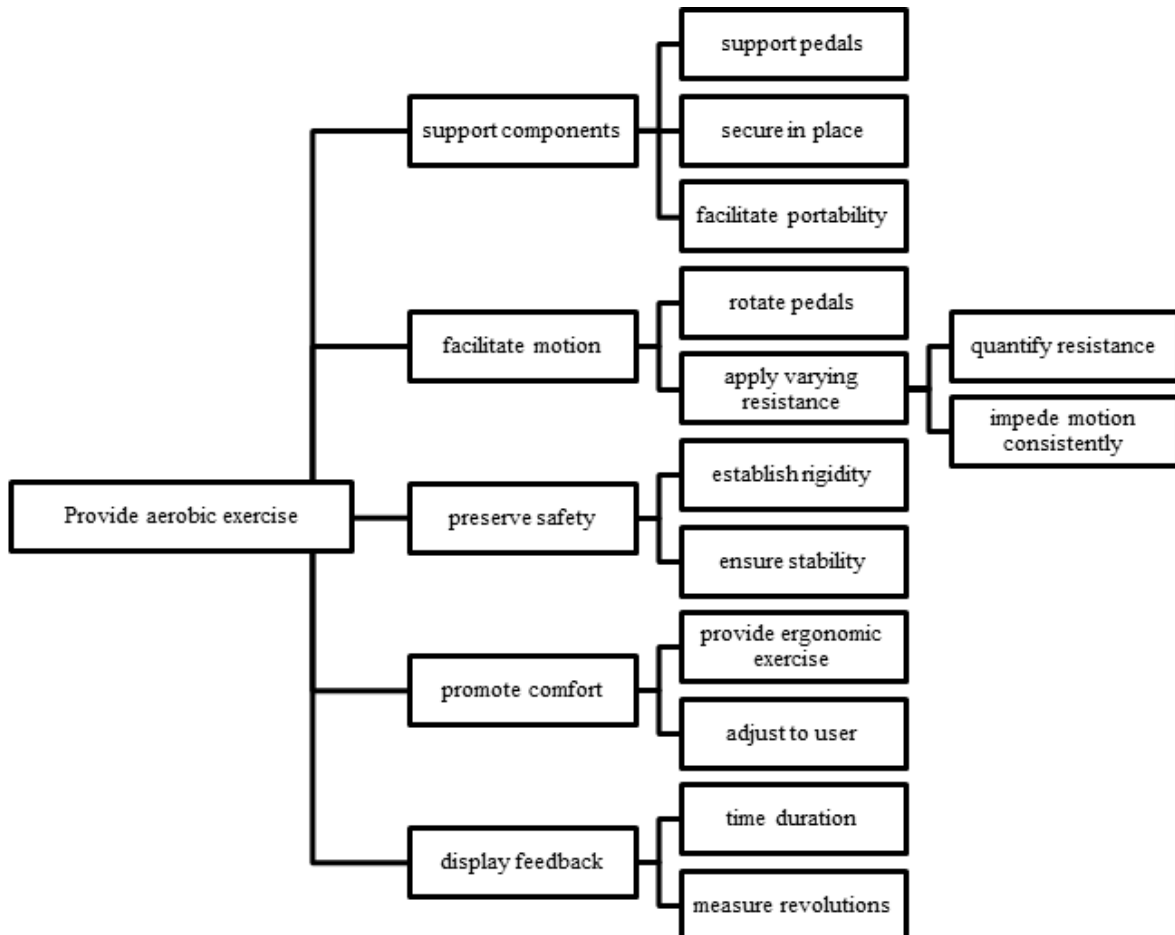 support pedals
support components
secure in place
facilitate portability
rotate pedals
facilitate motion
quantify resistance
apply varying
resistance
impede motion
consistently
establish rigidity
Provide aerobic exercise
preserve safety
ensure stability
provide ergonomic
exercise
promote comfort
adjust to user
time duration
display feedback
measure revolutions